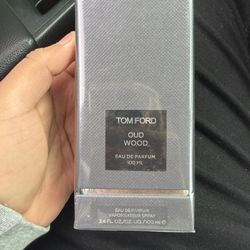 TOM FORD
OUD
WOOD
EAU DE PARFUM
100 ML
EAU DE PARFUM
VAPORISATEUR SPRAY
3.4 FL.OZ./OZ. LIQ./100 ML ℮